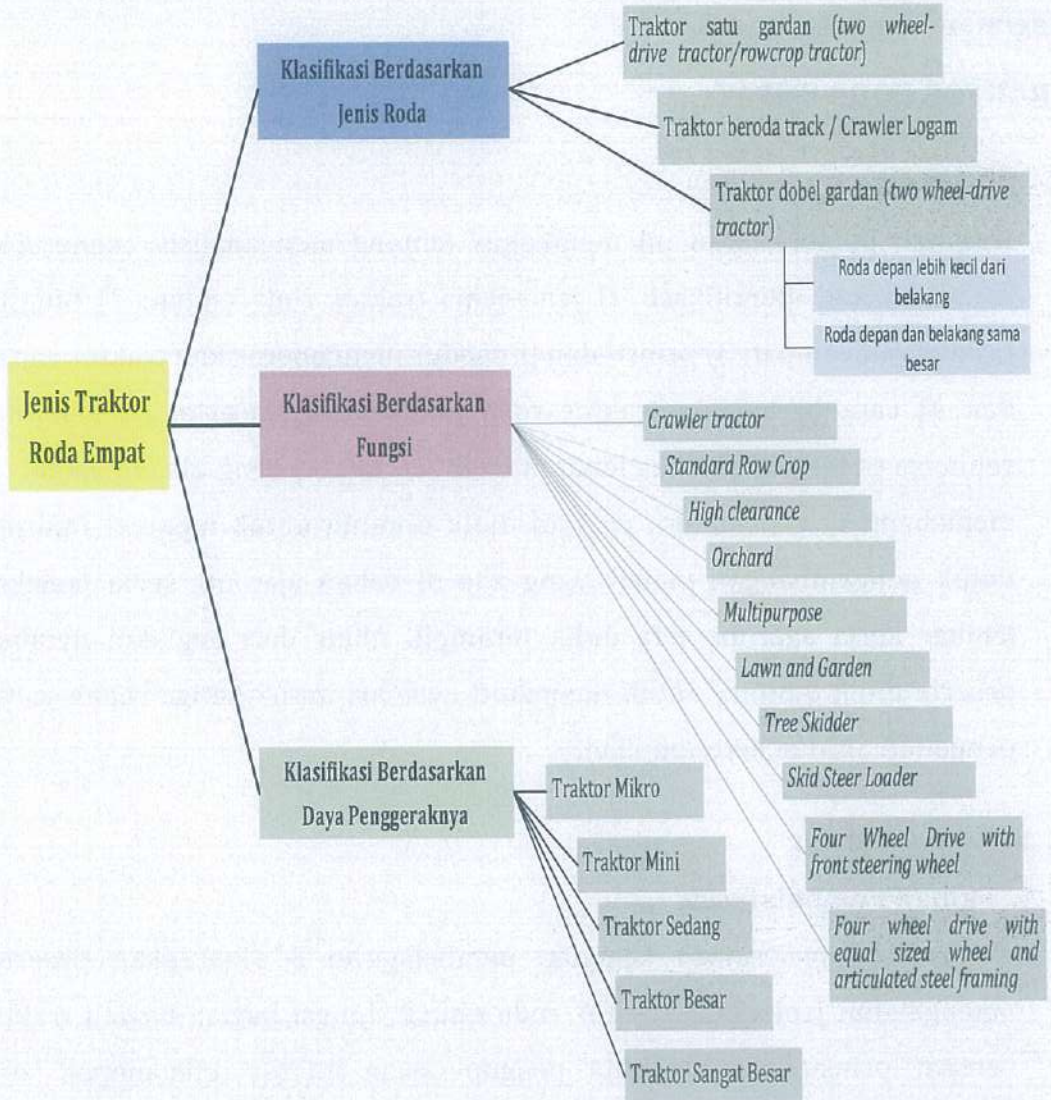 Traktor satu gardan (two wheel-
drive tractor/rowcrop tractor)
Klasifikasi Berdasarkan
Jenis Roda
Traktor beroda track / Crawler Logam
Traktor dobel gardan (two wheel-drive
tractor)
Roda depan lebih kecil dari
belakang
Roda depan dan belakang sama
besar
Jenis Traktor
Roda Empat
Klasifikasi Berdasarkan
Fungsi
Crawler tractor
Standard Row Crop
High clearance
Orchard
Multipurpose
Lawn and Garden
Tree Skidder
Skid Steer Loader
Four Wheel Drive with
front steering wheel
Four wheel drive with
equal sized wheel and
articulated steel framing
Klasifikasi Berdasarkan
Daya Penggeraknya
Traktor Mikro
Traktor Mini
Traktor Sedang
Traktor Besar
Traktor Sangat Besar